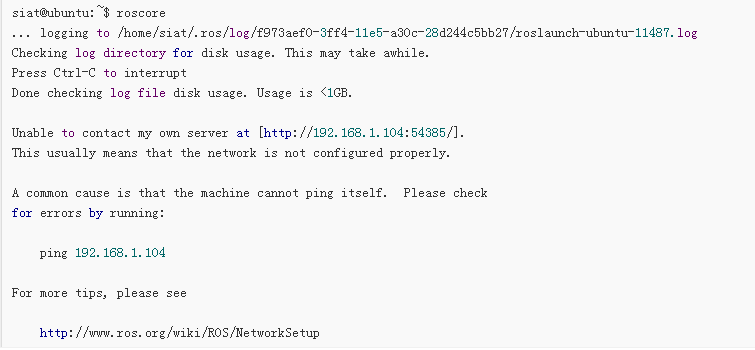 siat@ubuntu:~$ roscore
... logging to /home/siat/.ros/log/f973aef0-3ff4-11e5-a30c-28d244c5bb27/roslaunch-ubuntu-11487.log
Checking log directory for disk usage. This may take awhile.
Press Ctrl-C to interrupt
Done checking log file disk usage. Usage is <1GB.
Unable to contact my own server at [http://192.168.1.104:54385/].
This usually means that the network is not configured properly.
A common cause is that the machine cannot ping itself.  Please check
for errors by running:
ping 192.168.1.104
For more tips, please see
http://www.ros.org/wiki/ROS/NetworkSetup